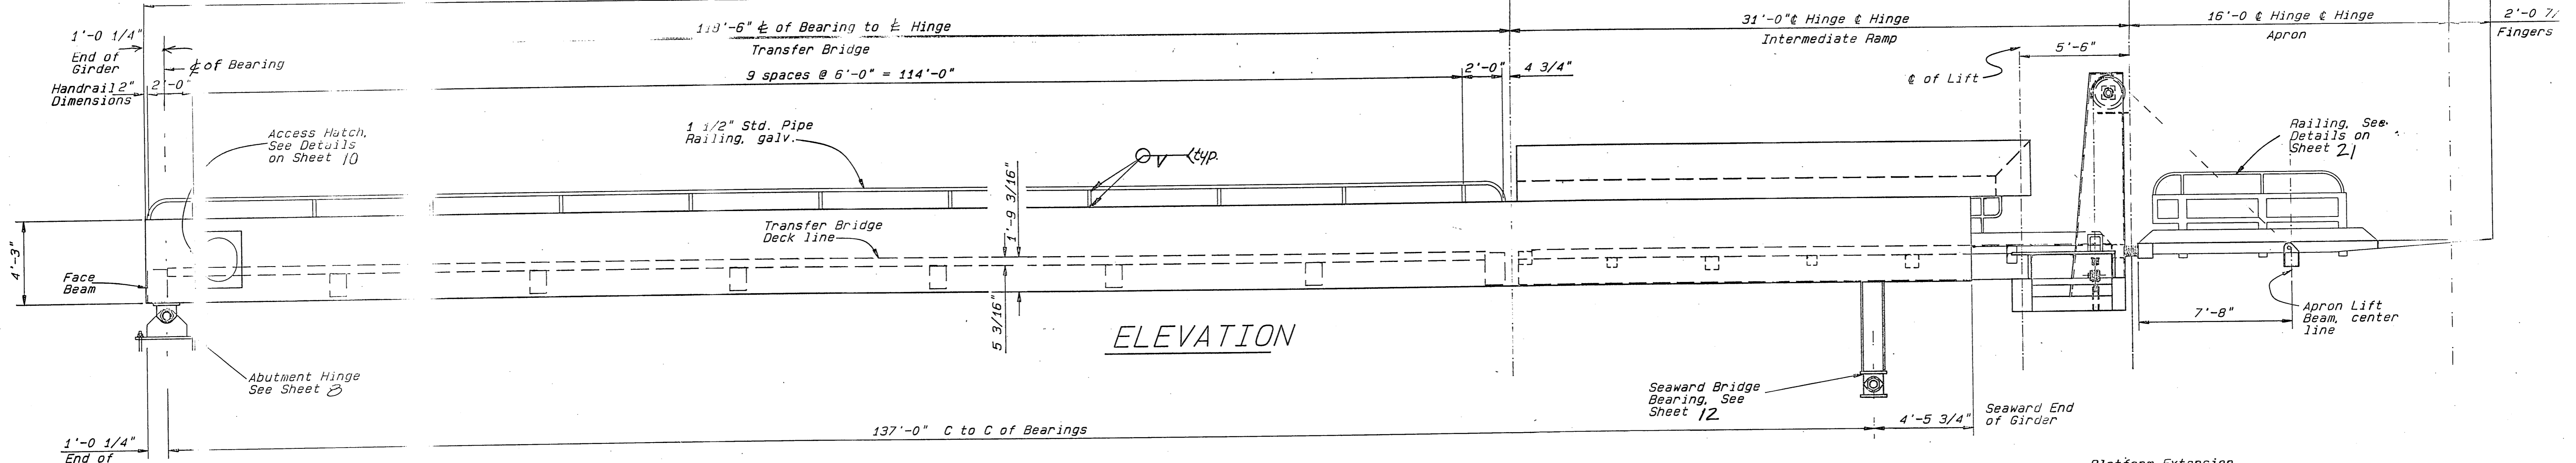 118'-6" ℄ of Bearing to ℄ Hinge
Transfer Bridge
31'-0"℄ Hinge ℄ Hinge
Intermediate Ramp
16'-0 ℄ Hinge ℄ Hinge
Apron
2'-0 7/
Fingers
1'-0 1/4"
End of
Girder
℄ of Bearing
9 spaces @ 6'-0" = 114'-0"
2'-0"
4 3/4"
5'-6"
℄ of Lift
Handrail 2"
Dimensions
2'-0"
Access Hatch,
See Details
on Sheet 10
1 1/2" Std. Pipe
Railing, galv.
typ.
Railing, See
Details on
Sheet 21
1'-9 3/16"
Transfer Bridge
Deck line
4'-3"
Face
Beam
5 3/16"
ELEVATION
7'-8"
Apron Lift
Beam, center
line
Abutment Hinge
See Sheet 8
Seaward Bridge
Bearing, See
Sheet 12
4'-5 3/4"
Seaward End
of Girder
137'-0" C to C of Bearings
1'-0 1/4"
End of
Platform Extension